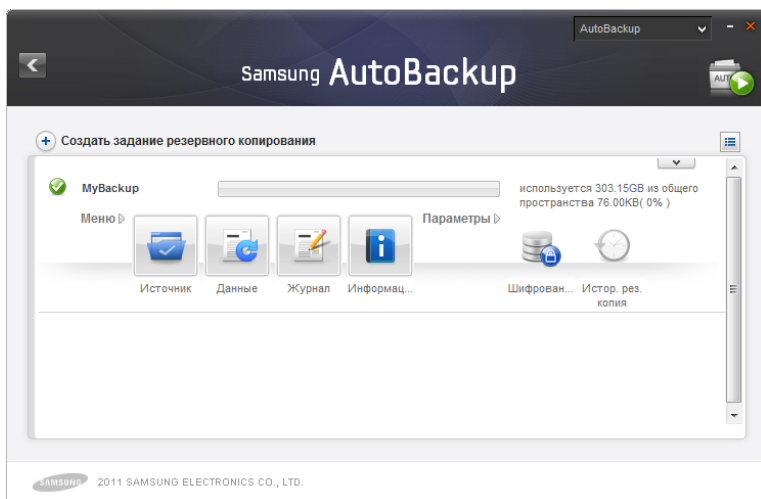 AutoBackup
samsung AutoBackup
AUTO
Создать задание резервного копирования
MyBackup
используется 303.15GB из общего
пространства 76.00KB( 0% )
Меню
Параметры
Источник
Данные
Журнал
Информац...
Шифрован...
Истор. рез.
копия
SAMSUNG
2011 SAMSUNG ELECTRONICS CO., LTD.